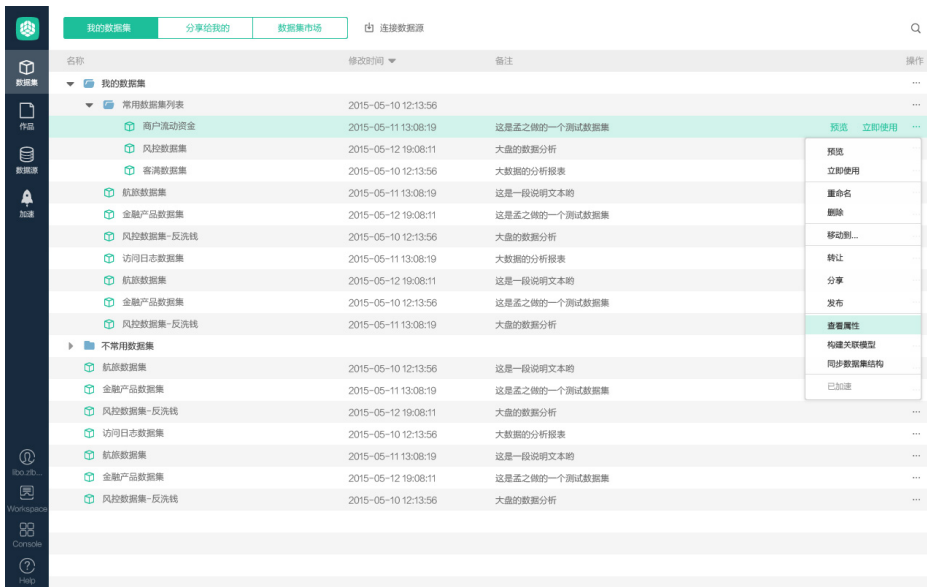 我的数据集 分享给我的 数据集市场 连接数据源
名称 修改时间 备注 操作
数据集
作品
数据源
加速
我的数据集
常用数据集列表 2015-05-10 12:13:56
商户流动资金 2015-05-11 13:08:19 这是孟之做的一个测试数据集 预览 立即使用
风控数据集 2015-05-12 19:08:11 大盘的数据分析
客满数据集 2015-05-10 12:13:56 大数据的分析报表
航旅数据集 2015-05-11 13:08:19 这是一段说明文本哟
金融产品数据集 2015-05-12 19:08:11 这是孟之做的一个测试数据集
风控数据集-反洗钱 2015-05-10 12:13:56 大盘的数据分析
访问日志数据集 2015-05-11 13:08:19 大数据的分析报表
航旅数据集 2015-05-12 19:08:11 这是一段说明文本哟
金融产品数据集 2015-05-10 12:13:56 这是孟之做的一个测试数据集
风控数据集-反洗钱 2015-05-11 13:08:19 大盘的数据分析
不常用数据集
航旅数据集 2015-05-10 12:13:56 这是一段说明文本哟
金融产品数据集 2015-05-11 13:08:19 这是孟之做的一个测试数据集
风控数据集-反洗钱 2015-05-12 19:08:11 大盘的数据分析
访问日志数据集 2015-05-10 12:13:56 大数据的分析报表
航旅数据集 2015-05-11 13:08:19 这是一段说明文本哟
金融产品数据集 2015-05-12 19:08:11 这是孟之做的一个测试数据集
风控数据集-反洗钱 2015-05-10 12:13:56 大盘的数据分析
预览
立即使用
重命名
删除
移动到...
转让
分享
发布
查看属性
构建关联模型
同步数据集结构
已加速
libo.zlb...
Workspace
Console
Help